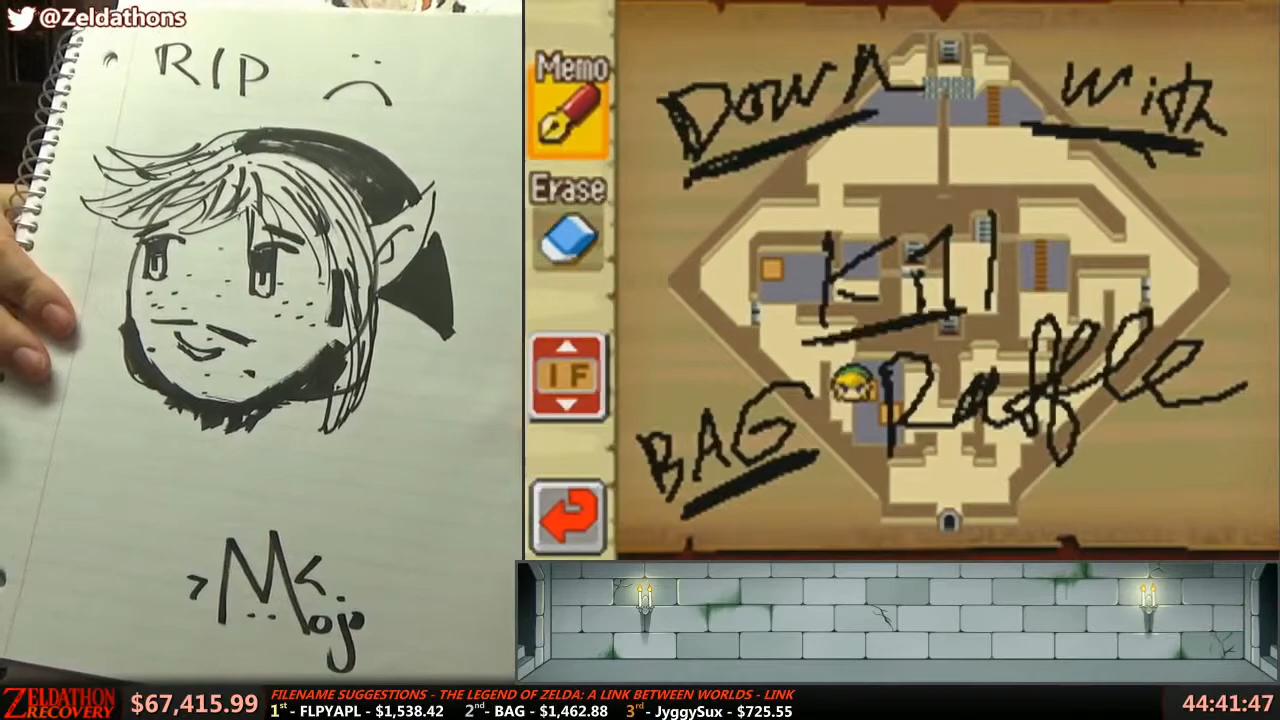 @Zeldathons
RIP
Mojo
Memo
Erase
1F
Down With
Kil
BAG Raffle
ZELDATHON
RECOVERY
$67,415.99
FILENAME SUGGESTIONS - THE LEGEND OF ZELDA: A LINK BETWEEN WORLDS - LINK
1st - FLPYAPL - $1,538.42 2nd - BAG - $1,462.88 3rd - JyggySux - $725.55
44:41:47